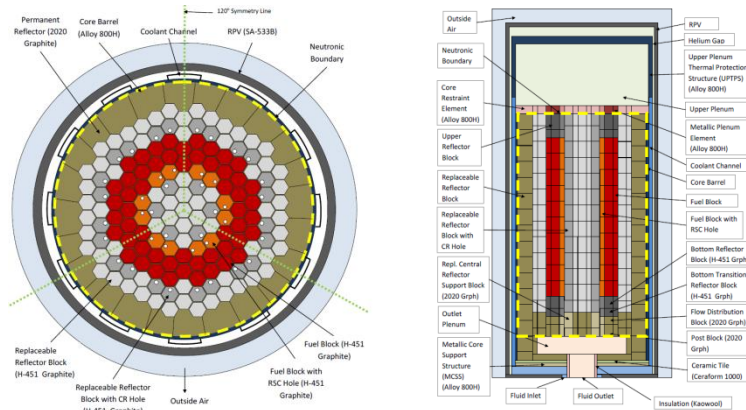 120° Symmetry Line
Permanent
Reflector (2020
Graphite)
Core Barrel
(Alloy 800H)
Coolant Channel
RPV (SA-533B)
Neutronic
Boundary
Replaceable
Reflector Block
(H-451 Graphite)
Replaceable Reflector
Block with CR Hole
(H-451 Graphite)
Outside Air
Fuel Block with
RSC Hole (H-451
Graphite)
Fuel Block (H-451
Graphite)
Outside
Air
Neutronic
Boundary
Core
Restraint
Element
(Alloy 800H)
Upper
Reflector
Block
Replaceable
Reflector
Block
Replaceable
Reflector
Block with
CR Hole
Repl. Central
Reflector
Support Block
(2020 Grph)
Outlet
Plenum
Metallic Core
Support
Structure
(MCSS)
(Alloy 800H)
Fluid Inlet
Fluid Outlet
RPV
Helium Gap
Upper Plenum
Thermal Protection
Structure (UPTPS)
(Alloy 800H)
Upper Plenum
Metallic Plenum
Element
(Alloy 800H)
Coolant Channel
Core Barrel
Fuel Block
Fuel Block with
RSC Hole
Bottom Reflector
Block (H-451 Grph)
Bottom Transition
Reflector Block
(H-451 Grph)
Flow Distribution
Block (2020 Grph)
Post Block (2020
Grph)
Ceramic Tile
(Ceraform 1000)
Insulation (Kaowool)